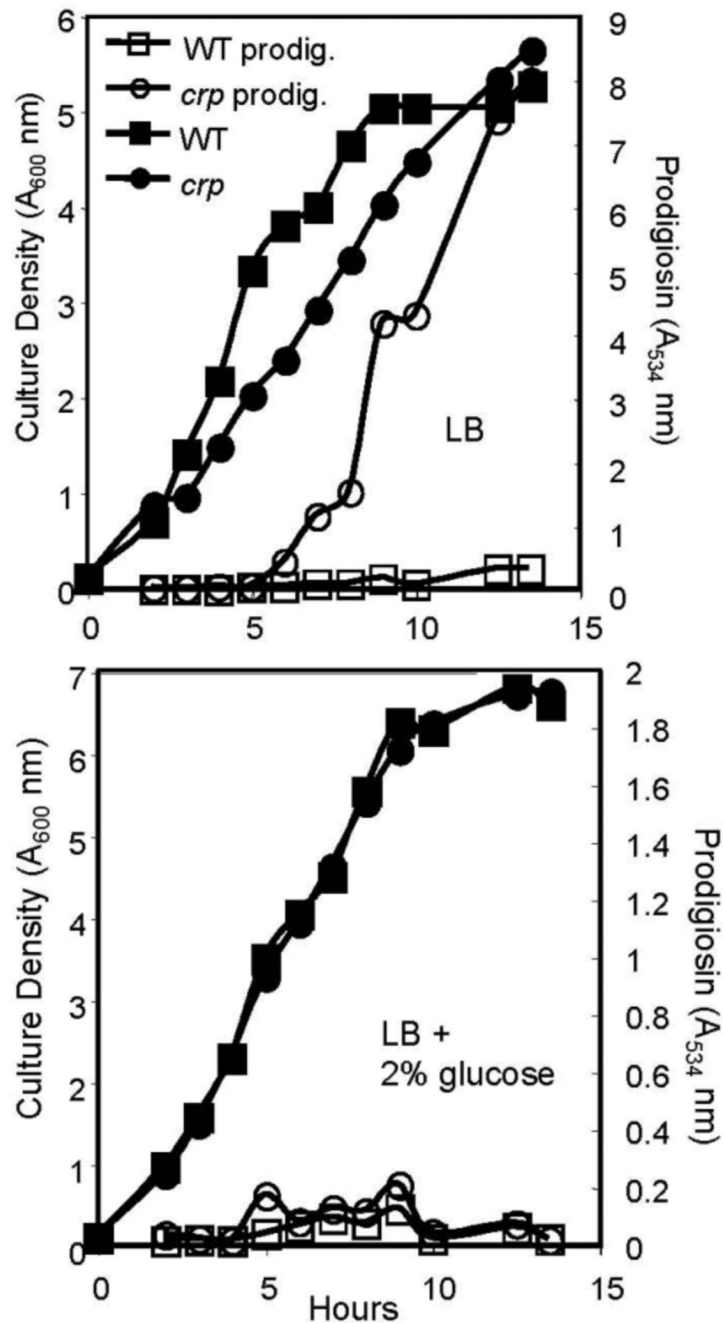 6
5
4
3
2
1
0
Culture Density (A600 nm)
WT prodig.
crp prodig.
WT
crp
LB
9
8
7
6
5
4
3
2
1
0
Prodigiosin (A534 nm)
0 5 10 15
7
6
5
4
3
2
1
0
Culture Density (A600 nm)
LB +
2% glucose
2
1.8
1.6
1.4
1.2
1
0.8
0.6
0.4
0.2
0
Prodigiosin (A534 nm)
0 5 10 15
Hours